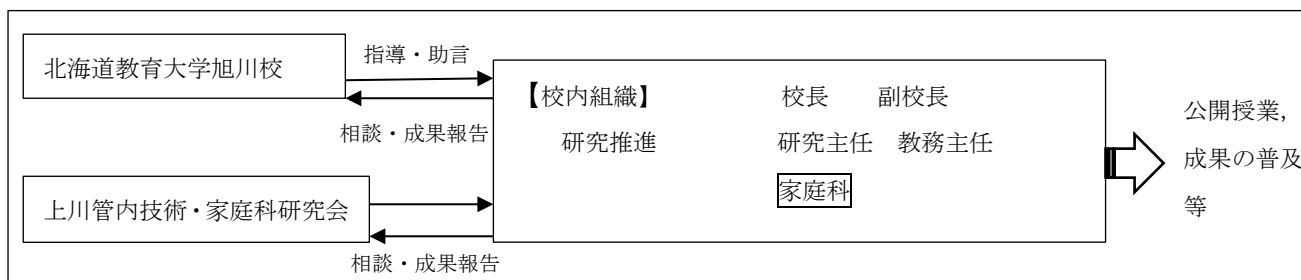 北海道教育大学旭川校
指導・助言
相談・成果報告
上川管内技術・家庭科研究会
相談・成果報告
【校内組織】 校長 副校長
研究推進 研究主任 教務主任
家庭科
公開授業,
成果の普及
等